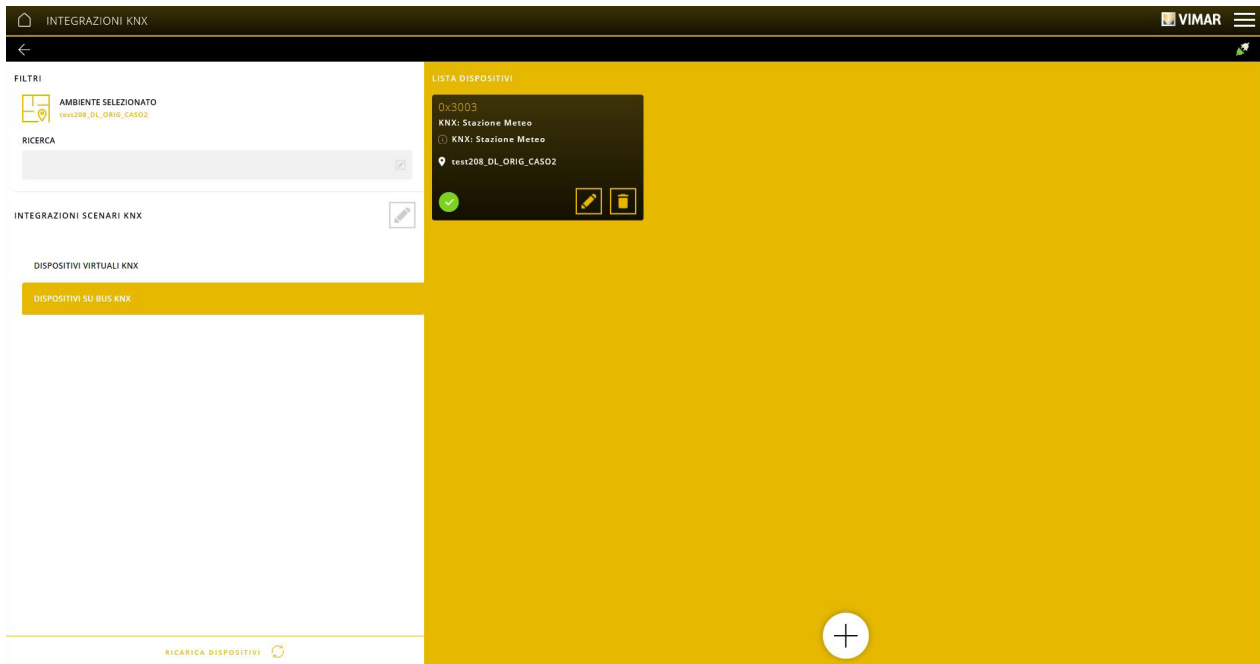 INTEGRAZIONI KNX
VIMAR
FILTRI
AMBIENTE SELEZIONATO
test208_DL_ORIG_CASO2
RICERCA
INTEGRAZIONI SCENARI KNX
DISPOSITIVI VIRTUALI KNX
DISPOSITIVI SU BUS KNX
RICARICA DISPOSITIVI
LISTA DISPOSITIVI
0x3003
KNX: Stazione Meteo
KNX: Stazione Meteo
test208_DL_ORIG_CASO2